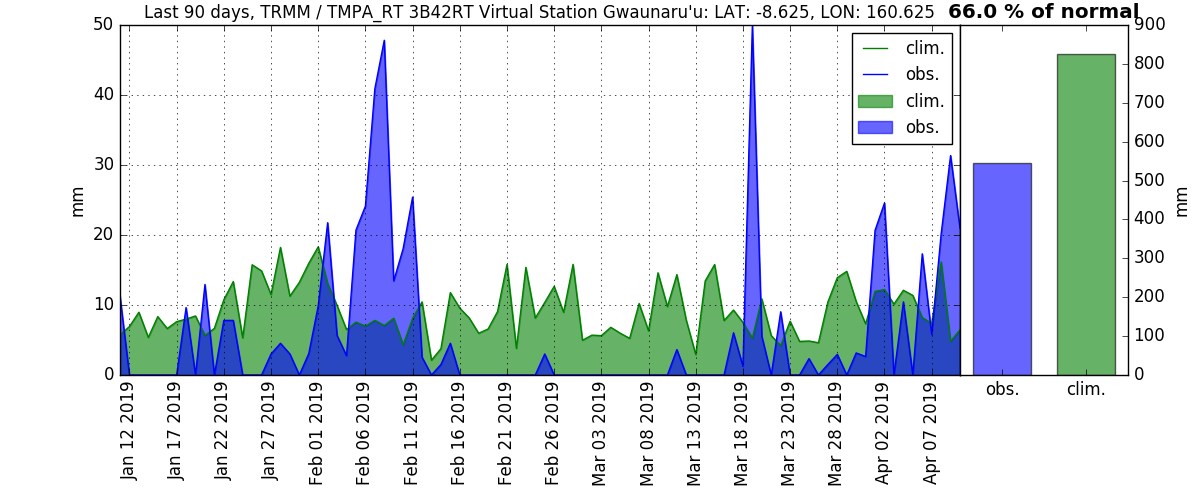 Last 90 days, TRMM / TMPA_RT 3B42RT Virtual Station Gwaunaru'u: LAT: -8.625, LON: 160.625 66.0 % of normal
50
40
30
20
10
0
mm
clim.
obs.
clim.
obs.
900
800
700
600
500
400
300
200
100
0
mm
Jan 12 2019
Jan 17 2019
Jan 22 2019
Jan 27 2019
Feb 01 2019
Feb 06 2019
Feb 11 2019
Feb 16 2019
Feb 21 2019
Feb 26 2019
Mar 03 2019
Mar 08 2019
Mar 13 2019
Mar 18 2019
Mar 23 2019
Mar 28 2019
Apr 02 2019
Apr 07 2019
obs. clim.